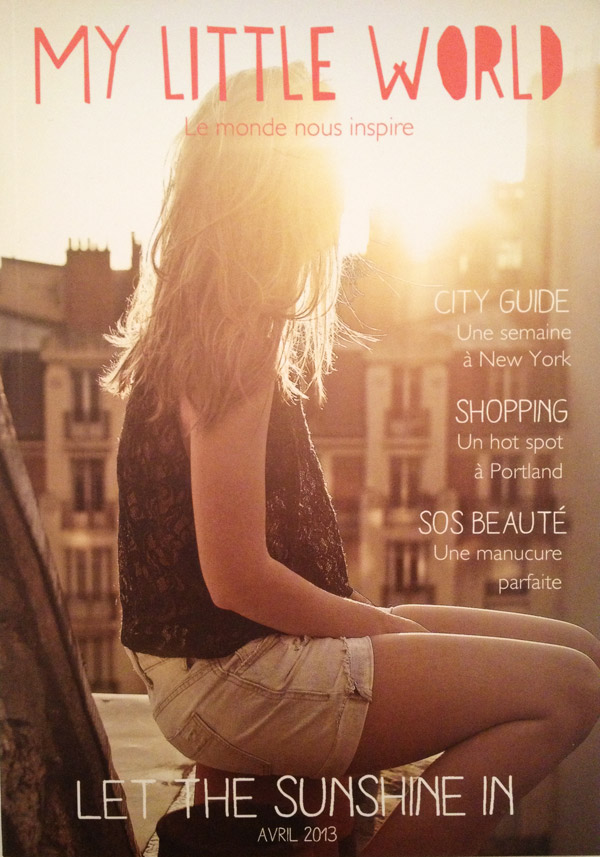 MY LITTLE WORLD
Le monde nous inspire
CITY GUIDE
Une semaine
à New York
SHOPPING
Un hot spot
à Portland
SOS BEAUTÉ
Une manucure
parfaite
LET THE SUNSHINE IN
AVRIL 2013